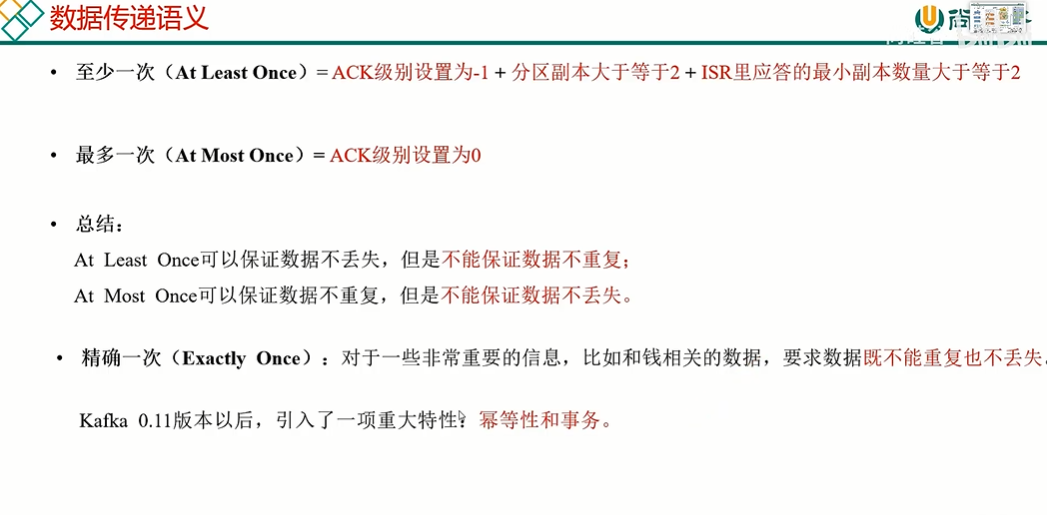 数据传递语义
• 至少一次（At Least Once）= ACK级别设置为-1 + 分区副本大于等于2 + ISR里应答的最小副本数量大于等于2
• 最多一次（At Most Once）= ACK级别设置为0
• 总结：
At Least Once可以保证数据不丢失，但是不能保证数据不重复；
At Most Once可以保证数据不重复，但是不能保证数据不丢失。
• 精确一次（Exactly Once）：对于一些非常重要的信息，比如和钱相关的数据，要求数据既不能重复也不丢失
Kafka 0.11版本以后，引入了一项重大特性：幂等性和事务。